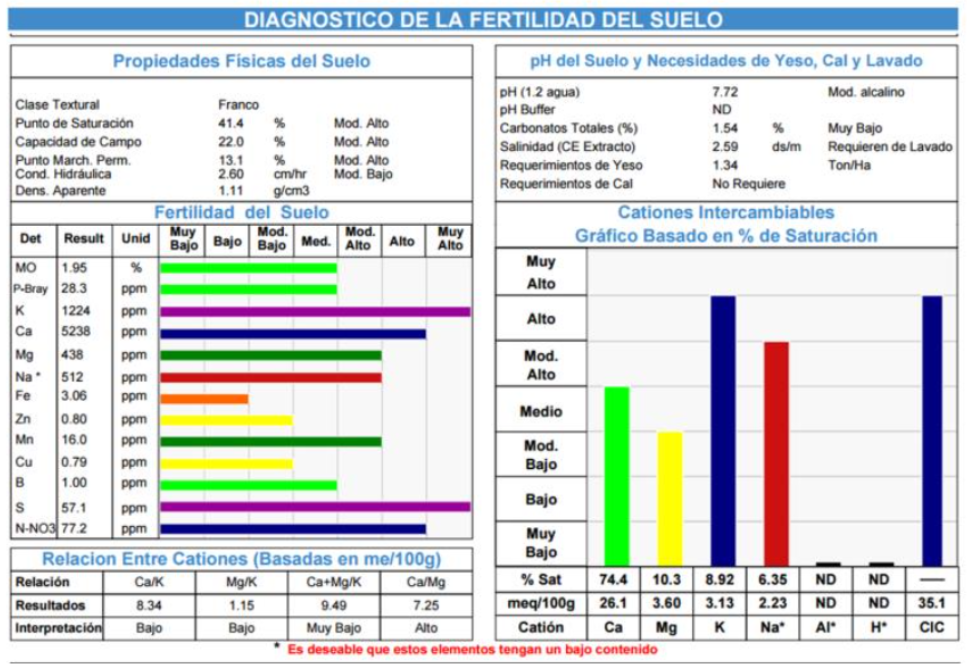 DIAGNOSTICO DE LA FERTILIDAD DEL SUELO
Propiedades Físicas del Suelo
Clase Textural Franco
Punto de Saturación 41.4 % Mod. Alto
Capacidad de Campo 22.0 % Mod. Alto
Punto March. Perm. 13.1 % Mod. Alto
Cond. Hidráulica 2.60 cm/hr Mod. Bajo
Dens. Aparente 1.11 g/cm3
pH del Suelo y Necesidades de Yeso, Cal y Lavado
pH (1.2 agua) 7.72 Mod. alcalino
pH Buffer ND
Carbonatos Totales (%) 1.54 % Muy Bajo
Salinidad (CE Extracto) 2.59 ds/m Requieren de Lavado
Requerimientos de Yeso 1.34 Ton/Ha
Requerimientos de Cal No Requiere
Fertilidad del Suelo
Det Result Unid Muy Bajo Bajo Mod. Bajo Med. Mod. Alto Alto Muy Alto
MO 1.95 %
P-Bray 28.3 ppm
K 1224 ppm
Ca 5238 ppm
Mg 438 ppm
Na * 512 ppm
Fe 3.06 ppm
Zn 0.80 ppm
Mn 16.0 ppm
Cu 0.79 ppm
B 1.00 ppm
S 57.1 ppm
N-NO3 77.2 ppm
Cationes Intercambiables
Gráfico Basado en % de Saturación
Muy
Alto
Alto
Mod.
Alto
Medio
Mod.
Bajo
Bajo
Muy
Bajo
% Sat 74.4 10.3 8.92 6.35 ND ND —
meq/100g 26.1 3.60 3.13 2.23 ND ND 35.1
Catión Ca Mg K Na* Al* H* CIC
Relacion Entre Cationes (Basadas en me/100g)
Relación Ca/K Mg/K Ca+Mg/K Ca/Mg
Resultados 8.34 1.15 9.49 7.25
Interpretación Bajo Bajo Muy Bajo Alto
* Es deseable que estos elementos tengan un bajo contenido